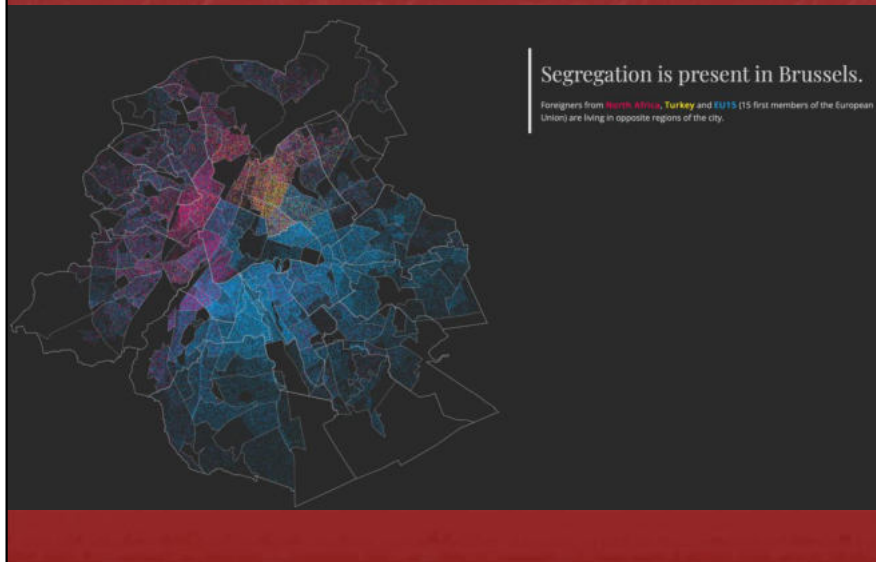 Segregation is present in Brussels.
Foreigners from North Africa, Turkey and EU15 (15 first members of the European
Union) are living in opposite regions of the city.